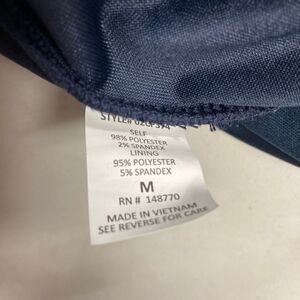 STYLE#
SELF
98% POLYESTER
2% SPANDEX
LINING
95% POLYESTER
5% SPANDEX
M
RN # 148770
MADE IN VIETNAM
SEE REVERSE FOR CARE